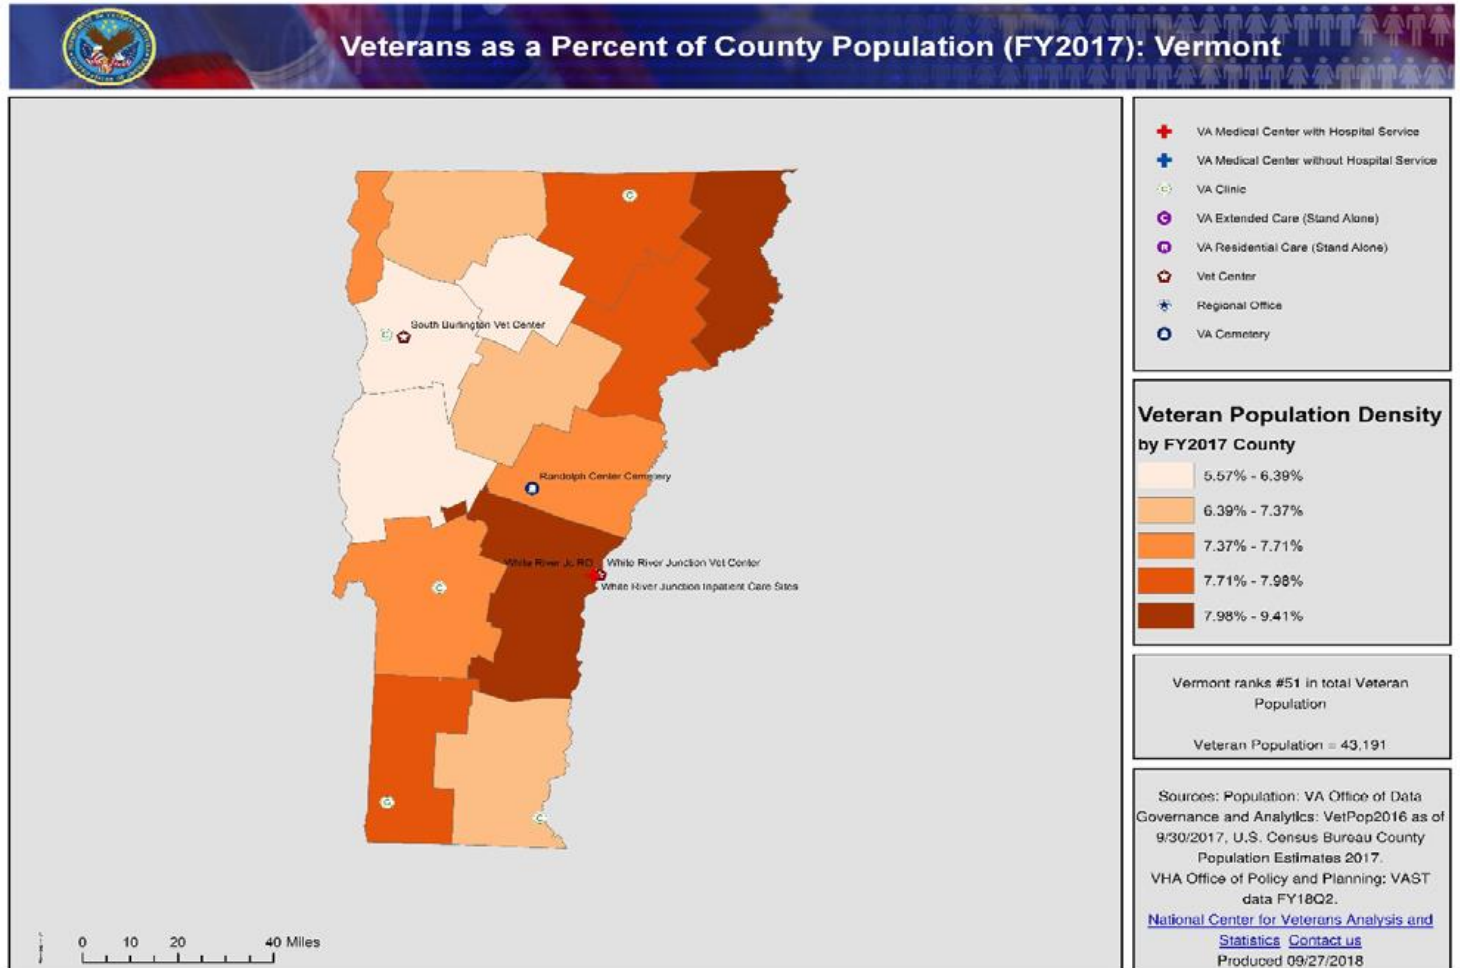 Veterans as a Percent of County Population (FY2017): Vermont
VA Medical Center with Hospital Service
VA Medical Center without Hospital Service
VA Clinic
VA Extended Care (Stand Alone)
VA Residential Care (Stand Alone)
Vet Center
Regional Office
VA Cemetery
South Burlington Vet Center
Randolph Center Cemetery
White River Jc RO
White River Junction Vet Center
White River Junction Inpatient Care Sites
Veteran Population Density
by FY2017 County
5.57% - 6.39%
6.39% - 7.37%
7.37% - 7.71%
7.71% - 7.98%
7.98% - 9.41%
Vermont ranks #51 in total Veteran
Population
Veteran Population = 43,191
Sources: Population: VA Office of Data
Governance and Analytics: VetPop2016 as of
9/30/2017, U.S. Census Bureau County
Population Estimates 2017.
VHA Office of Policy and Planning: VAST
data FY18Q2.
National Center for Veterans Analysis and
Statistics Contact us
Produced 09/27/2018
0 10 20 40 Miles